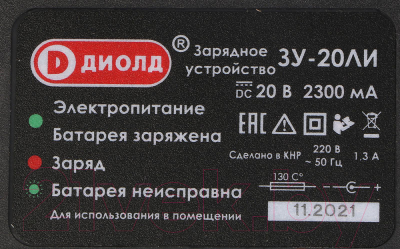 D ДИОЛД ®
Зарядное устройство ЗУ-20ЛИ
DC 20 В 2300 мА
Электропитание
Батарея заряжена
EAC
Заряд
Сделано в КНР 220 В ~ 50 Гц 1.3 А
Батарея неисправна
130 C°
Для использования в помещении
11.2021